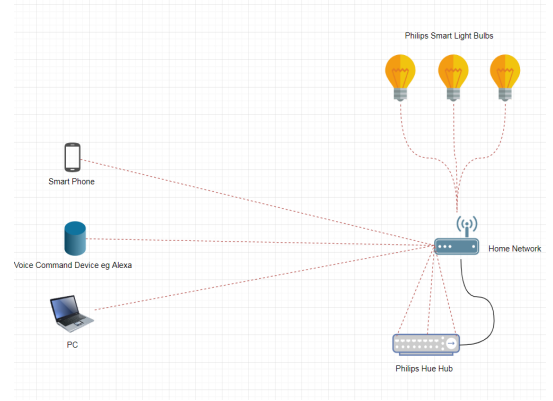 Philips Smart Light Bulbs
Smart Phone
Home Network
Voice Command Device eg Alexa
PC
Philips Hue Hub